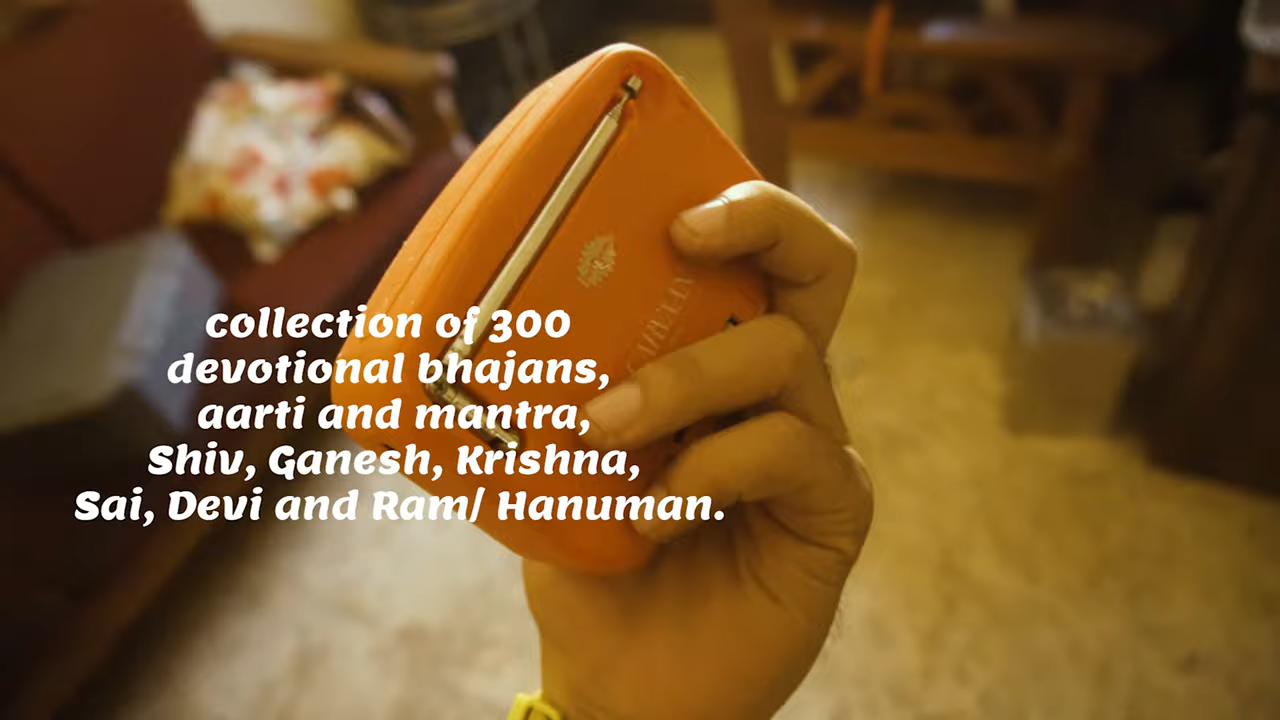 collection of 300
devotional bhajans,
aarti and mantra,
Shiv, Ganesh, Krishna,
Sai, Devi and Ram/ Hanuman.